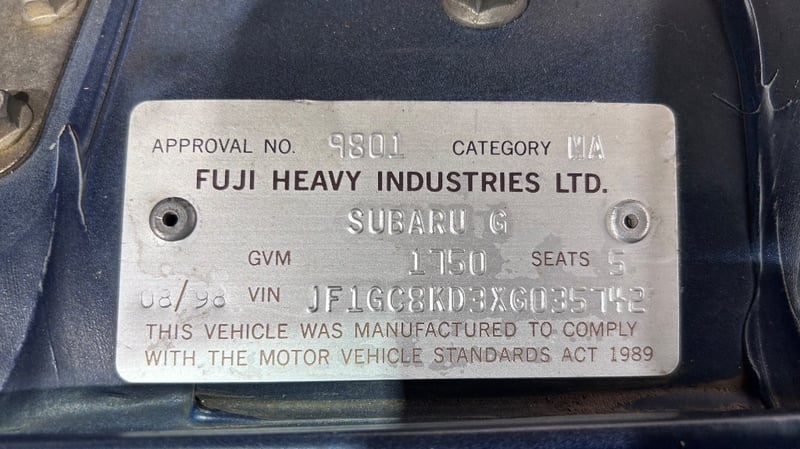 APPROVAL NO. 9801 CATEGORY MA
FUJI HEAVY INDUSTRIES LTD.
SUBARU G
GVM 1750 SEATS 5
08/98 VIN JF1GC8KD3XG035742
THIS VEHICLE WAS MANUFACTURED TO COMPLY
WITH THE MOTOR VEHICLE STANDARDS ACT 1989